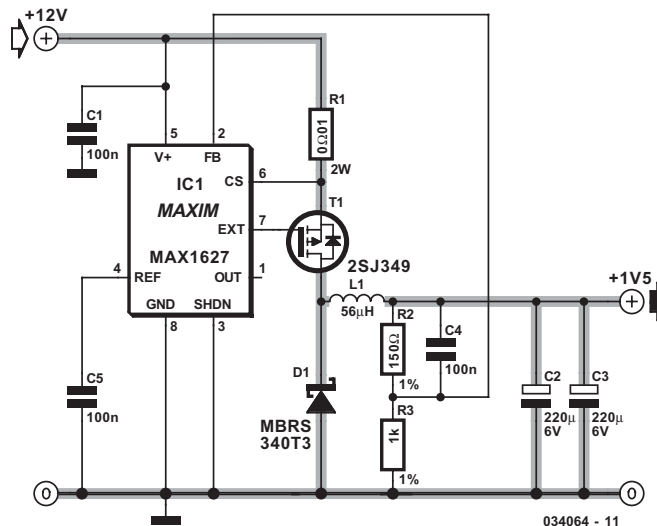 +12V
R1
0Ω01
2W
C1
100n
5
2
V+
FB
IC1
MAXIM
MAX1627
CS
6
EXT
7
T1
2SJ349
4
REF
OUT
1
GND
SHDN
8
3
L1
56µH
+1V5
R2
150Ω
1%
C4
100n
C5
100n
D1
MBRS
340T3
R3
1k
1%
C2
220µ
6V
C3
220µ
6V
0
0
034064 - 11